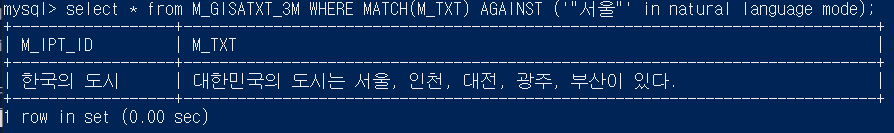 mysql> select * from M_GISATXT_3M WHERE MATCH(M_TXT) AGAINST ('"서울"' in natural language mode);
| M_IPT_ID | M_TXT |
| 한국의 도시 | 대한민국의 도시는 서울, 인천, 대전, 광주, 부산이 있다. |
1 row in set (0.00 sec)